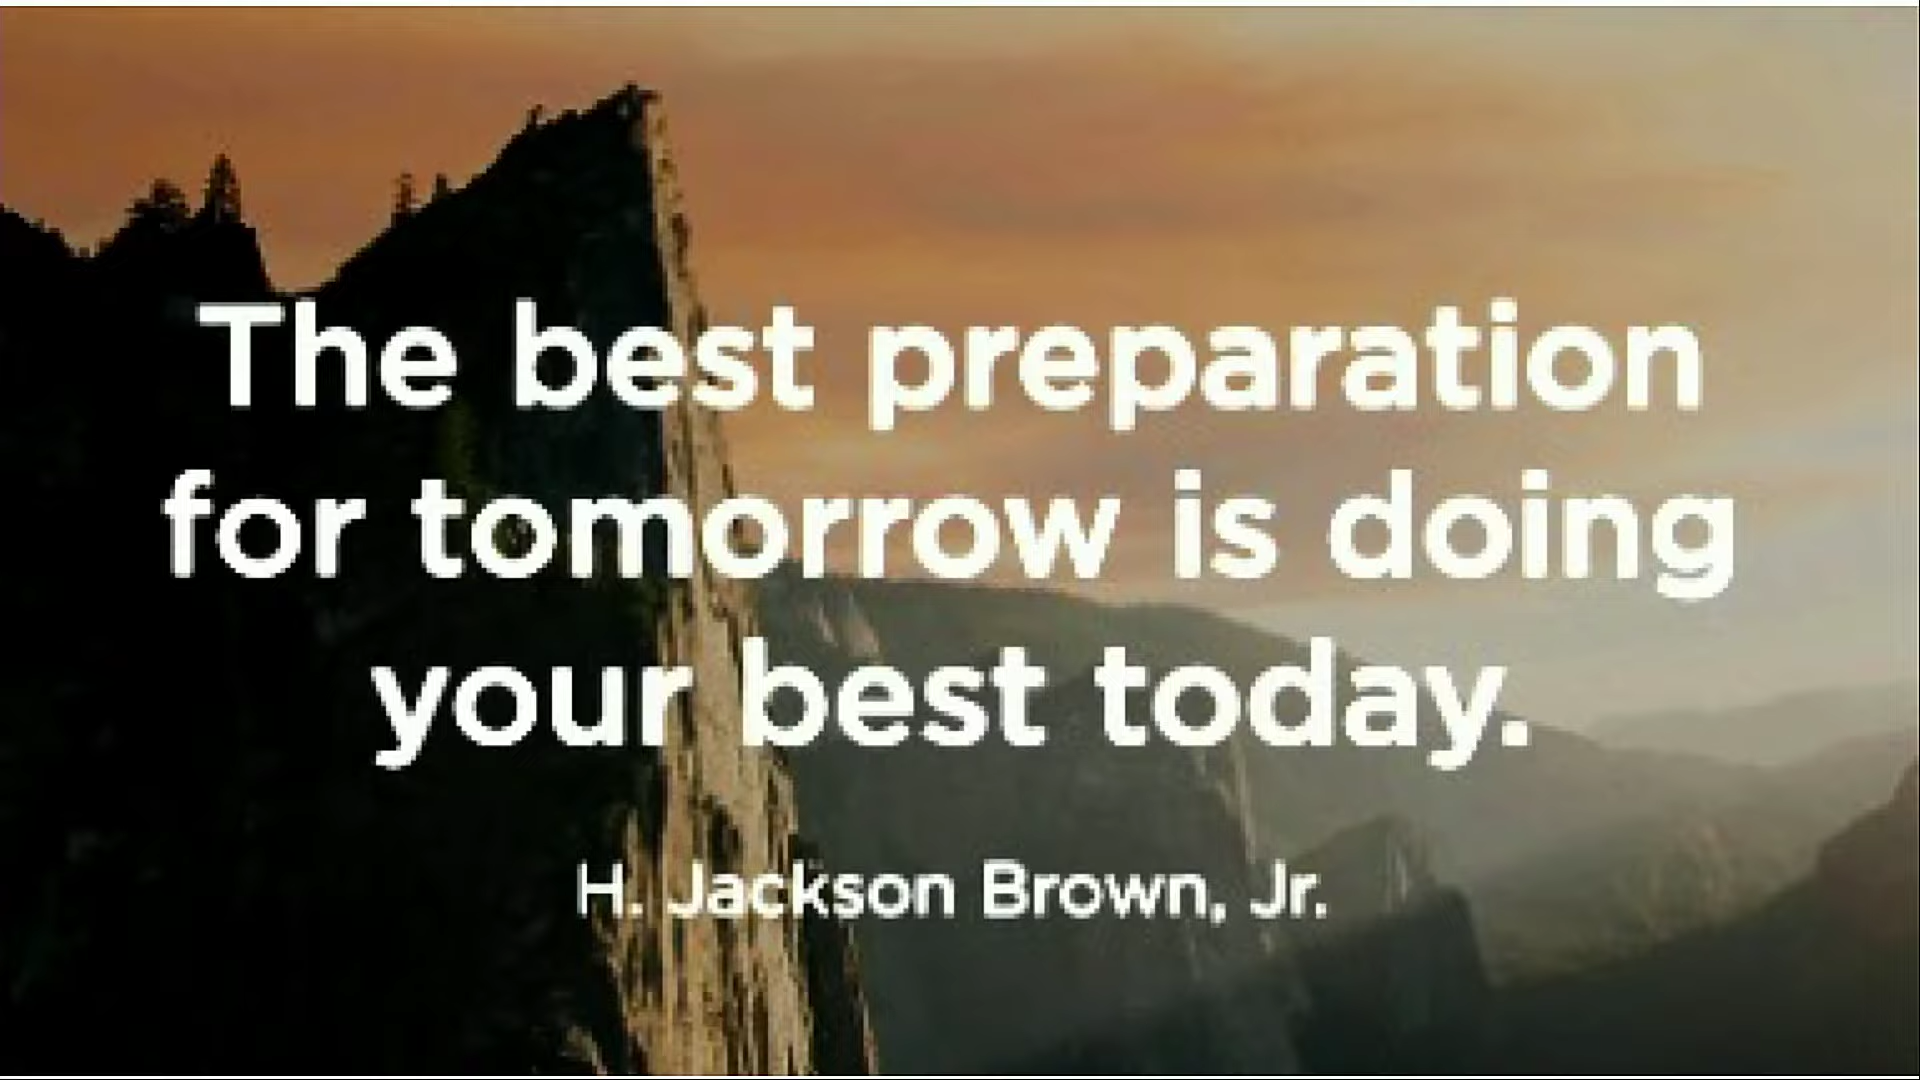 The best preparation
for tomorrow is doing
your best today.
H. Jackson Brown, Jr.